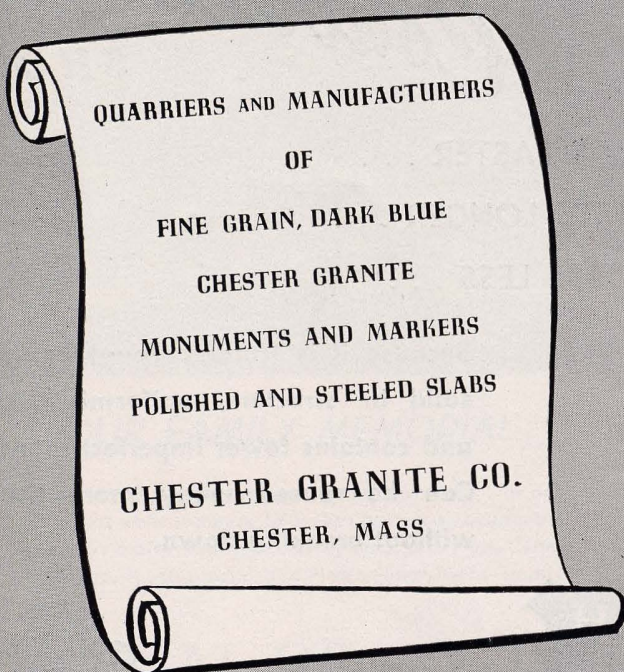 QUARRIERS AND MANUFACTURERS
OF
FINE GRAIN, DARK BLUE
CHESTER GRANITE
MONUMENTS AND MARKERS
POLISHED AND STEELED SLABS
CHESTER GRANITE CO.
CHESTER, MASS.